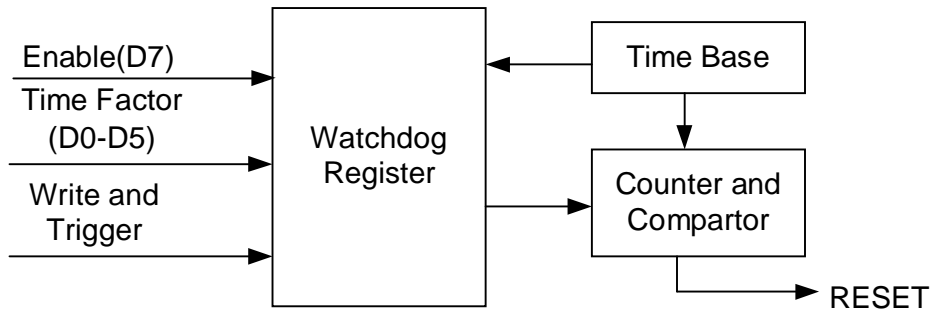 Enable(D7)
Time Factor
(D0-D5)
Write and
Trigger
Watchdog
Register
Time Base
Counter and
Compartor
RESET